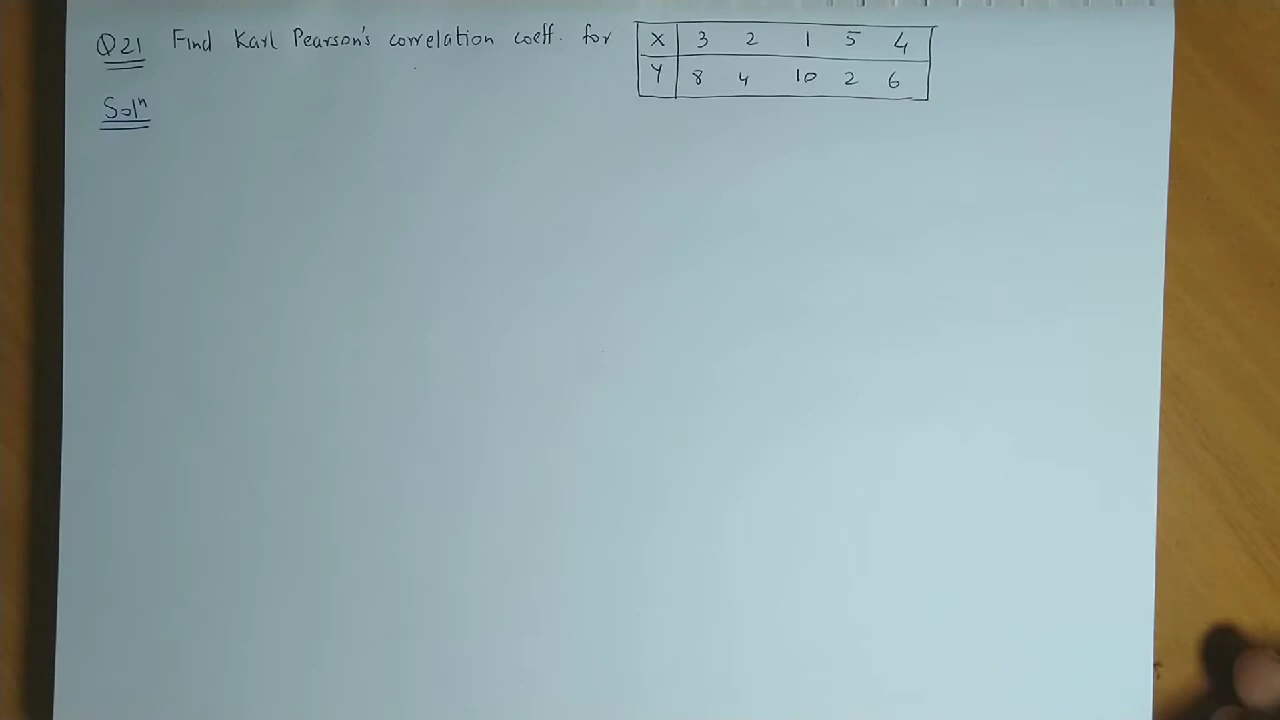 Q21 Find Karl Pearson's correlation coeff. for
X 3 2 1 5 4
Y 8 4 10 2 6
Solⁿ